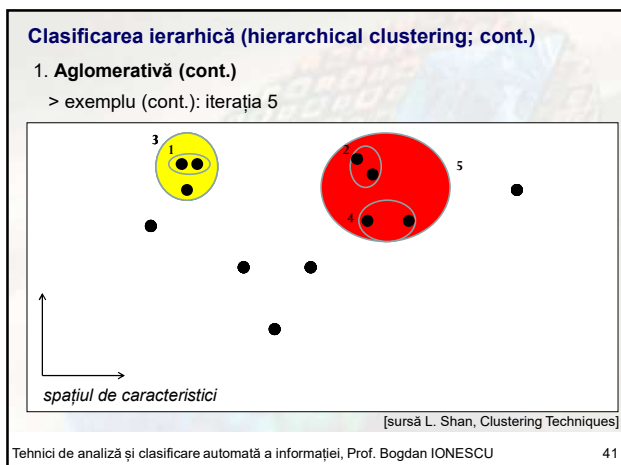 Clasificarea ierarhică (hierarchical clustering; cont.)
1. Aglomerativă (cont.)
> exemplu (cont.): iterația 5
3
1
2
5
4
spațiul de caracteristici
[sursă L. Shan, Clustering Techniques]
Tehnici de analiză și clasificare automată a informației, Prof. Bogdan IONESCU 41